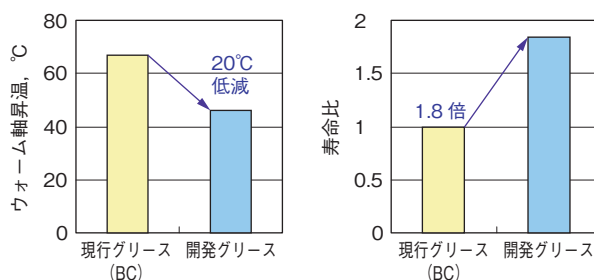 ウォーム軸昇温，℃
80
60
40
20
0
20℃
低減
現行グリース
(BC)
開発グリース
寿命比
2
1.5
1
0.5
0
1.8 倍
現行グリース
(BC)
開発グリース